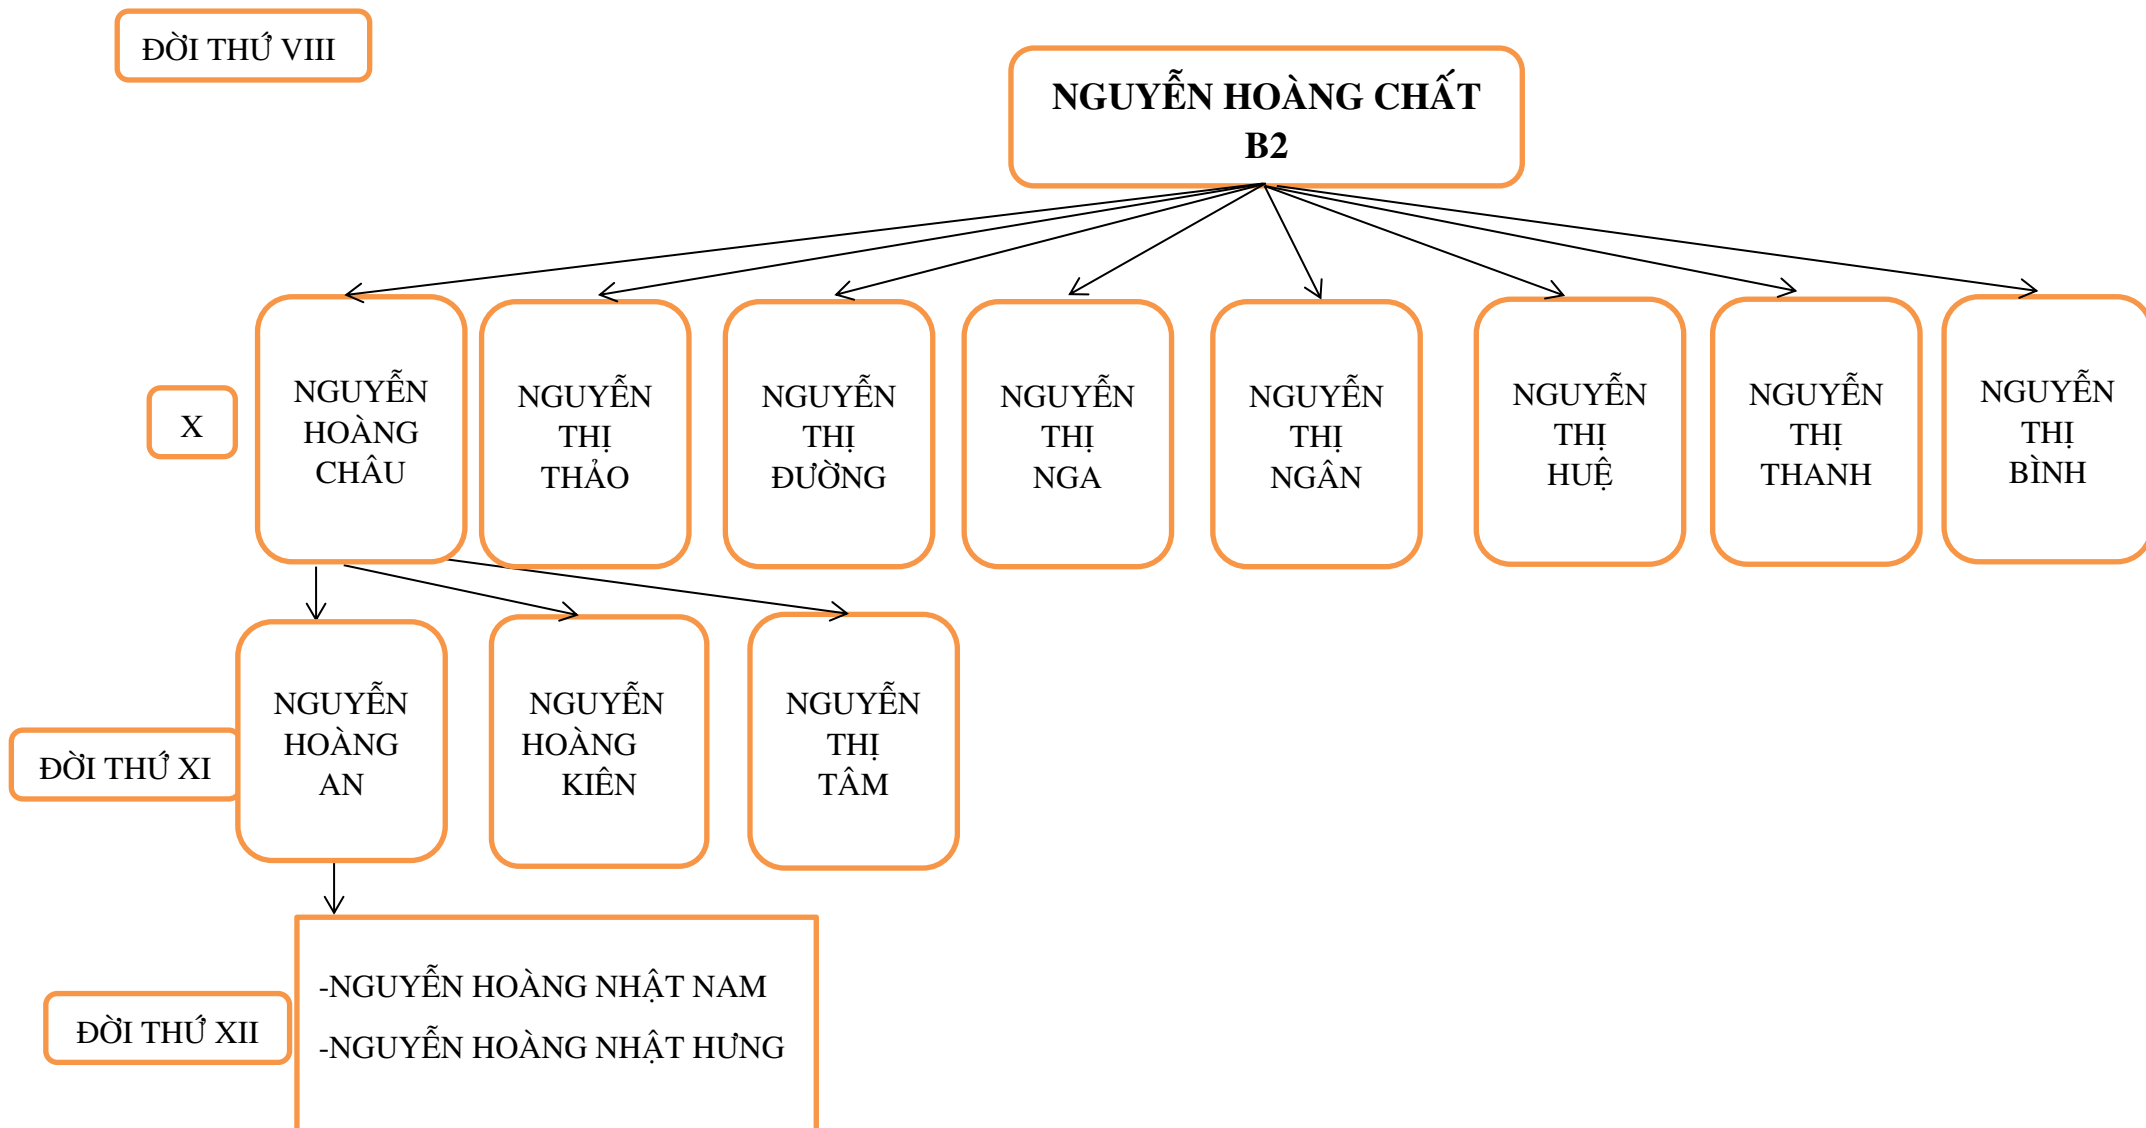 ĐỜI THỨ VIII
NGUYỄN HOÀNG CHẤT
B2
X
NGUYỄN
HOÀNG
CHÂU
NGUYỄN
THỊ
THẢO
NGUYỄN
THỊ
ĐƯỜNG
NGUYỄN
THỊ
NGA
NGUYỄN
THỊ
NGÂN
NGUYỄN
THỊ
HUỆ
NGUYỄN
THỊ
THANH
NGUYỄN
THỊ
BÌNH
ĐỜI THỨ XI
NGUYỄN
HOÀNG
AN
NGUYỄN
HOÀNG
KIÊN
NGUYỄN
THỊ
TÂM
ĐỜI THỨ XII
-NGUYỄN HOÀNG NHẬT NAM
-NGUYỄN HOÀNG NHẬT HƯNG